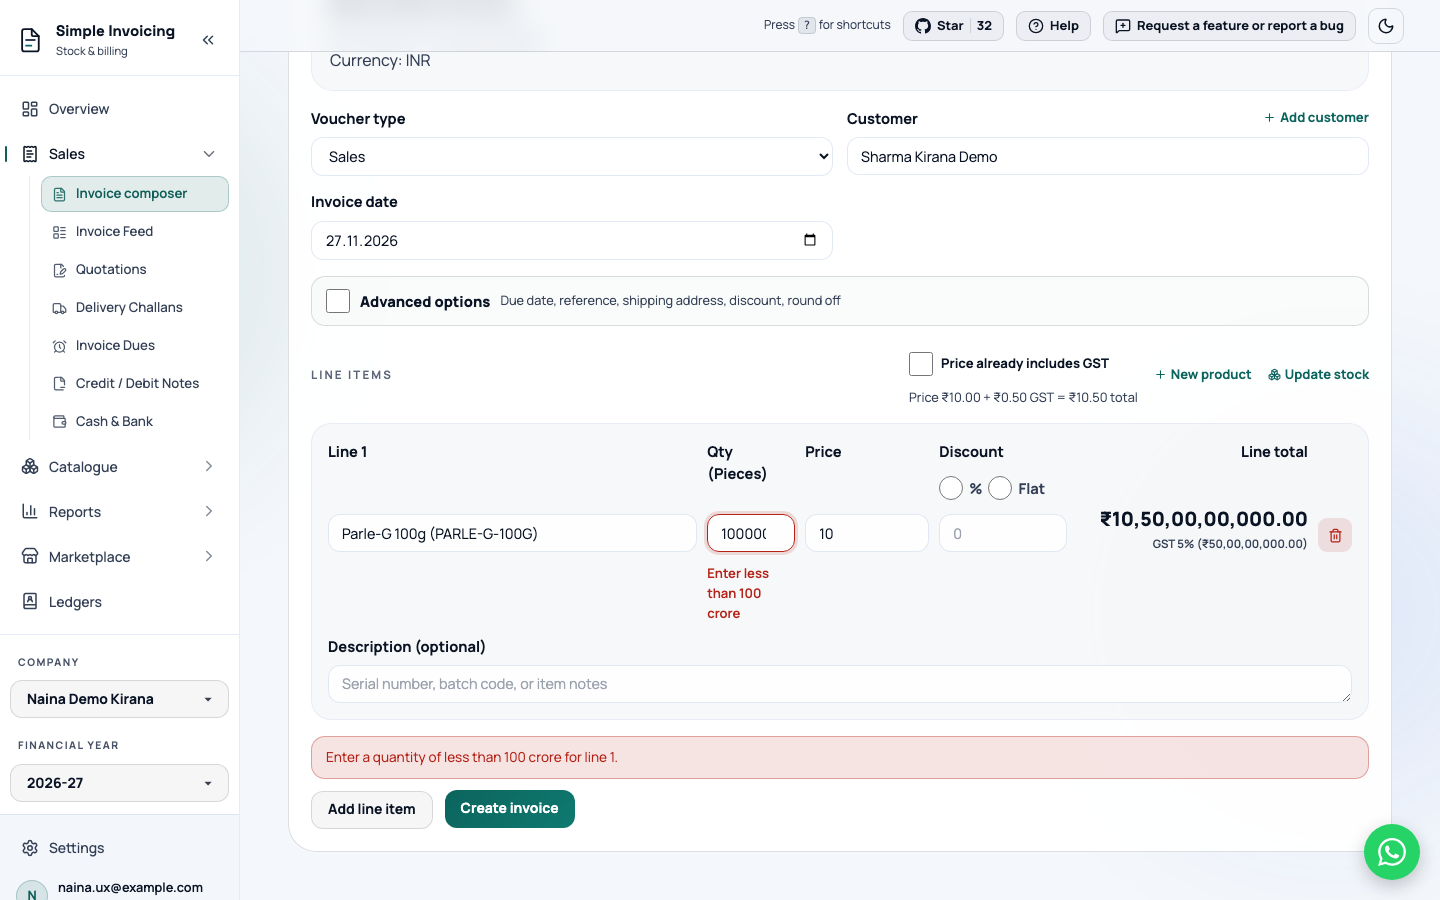 Simple Invoicing
Stock & billing
Press ? for shortcuts
Star 32
Help
Request a feature or report a bug
Overview
Sales
Invoice composer
Invoice Feed
Quotations
Delivery Challans
Invoice Dues
Credit / Debit Notes
Cash & Bank
Catalogue
Reports
Marketplace
Ledgers
COMPANY
Naina Demo Kirana
FINANCIAL YEAR
2026-27
Settings
N
naina.ux@example.com
Currency: INR
Voucher type
Sales
Customer
+ Add customer
Sharma Kirana Demo
Invoice date
27.11.2026
Advanced options Due date, reference, shipping address, discount, round off
LINE ITEMS
Price already includes GST
Price ₹10.00 + ₹0.50 GST = ₹10.50 total
+ New product
Update stock
Line 1
Qty
(Pieces)
Price
Discount
% Flat
Line total
Parle-G 100g (PARLE-G-100G)
10
0
₹10,50,00,00,000.00
GST 5% (₹50,00,00,000.00)
Enter less
than 100
crore
Description (optional)
Serial number, batch code, or item notes
Enter a quantity of less than 100 crore for line 1.
Add line item
Create invoice